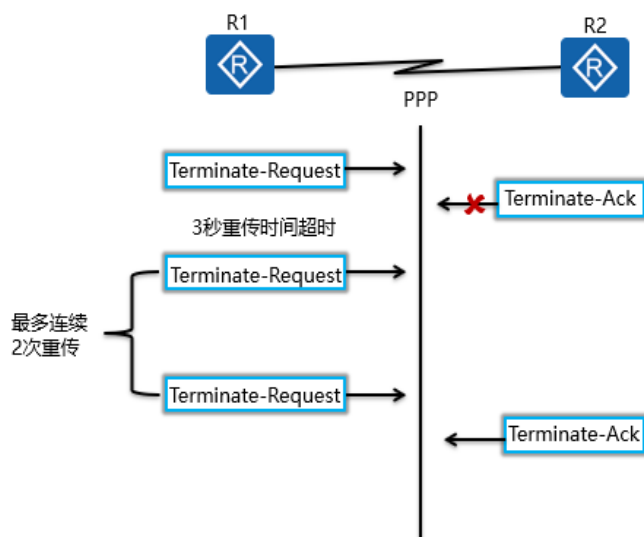 R1
R2
R
R
PPP
Terminate-Request
Terminate-Ack
3秒重传时间超时
Terminate-Request
最多连续
2次重传
Terminate-Request
Terminate-Ack